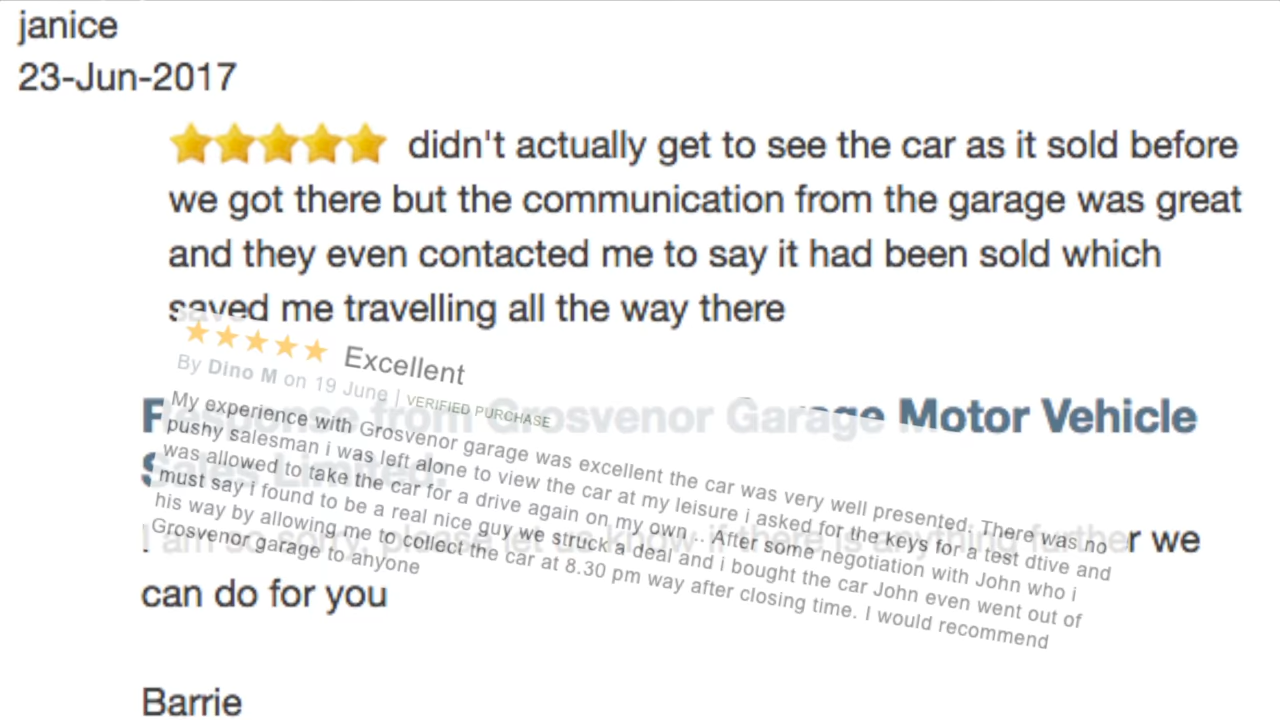 janice
23-Jun-2017
didn't actually get to see the car as it sold before
we got there but the communication from the garage was great
and they even contacted me to say it had been sold which
saved me travelling all the way there
Excellent
By Dino M on 19 June | VERIFIED PURCHASE
My experience with Grosvenor garage was excellent the car was very well presented. There was no
pushy salesman i was left alone to view the car at my leisure i asked for the keys for a test dtive and
was allowed to take the car for a drive again on my own .. After some negotiation with John who i
must say i found to be a real nice guy we struck a deal and i bought the car John even went out of
his way by allowing me to collect the car at 8.30 pm way after closing time. I would recommend
Grosvenor garage to anyone
Response from Grosvenor Garage Motor Vehicle
Sales Limited.
I am so sorry, please let us know if there is anything further we
can do for you
Barrie